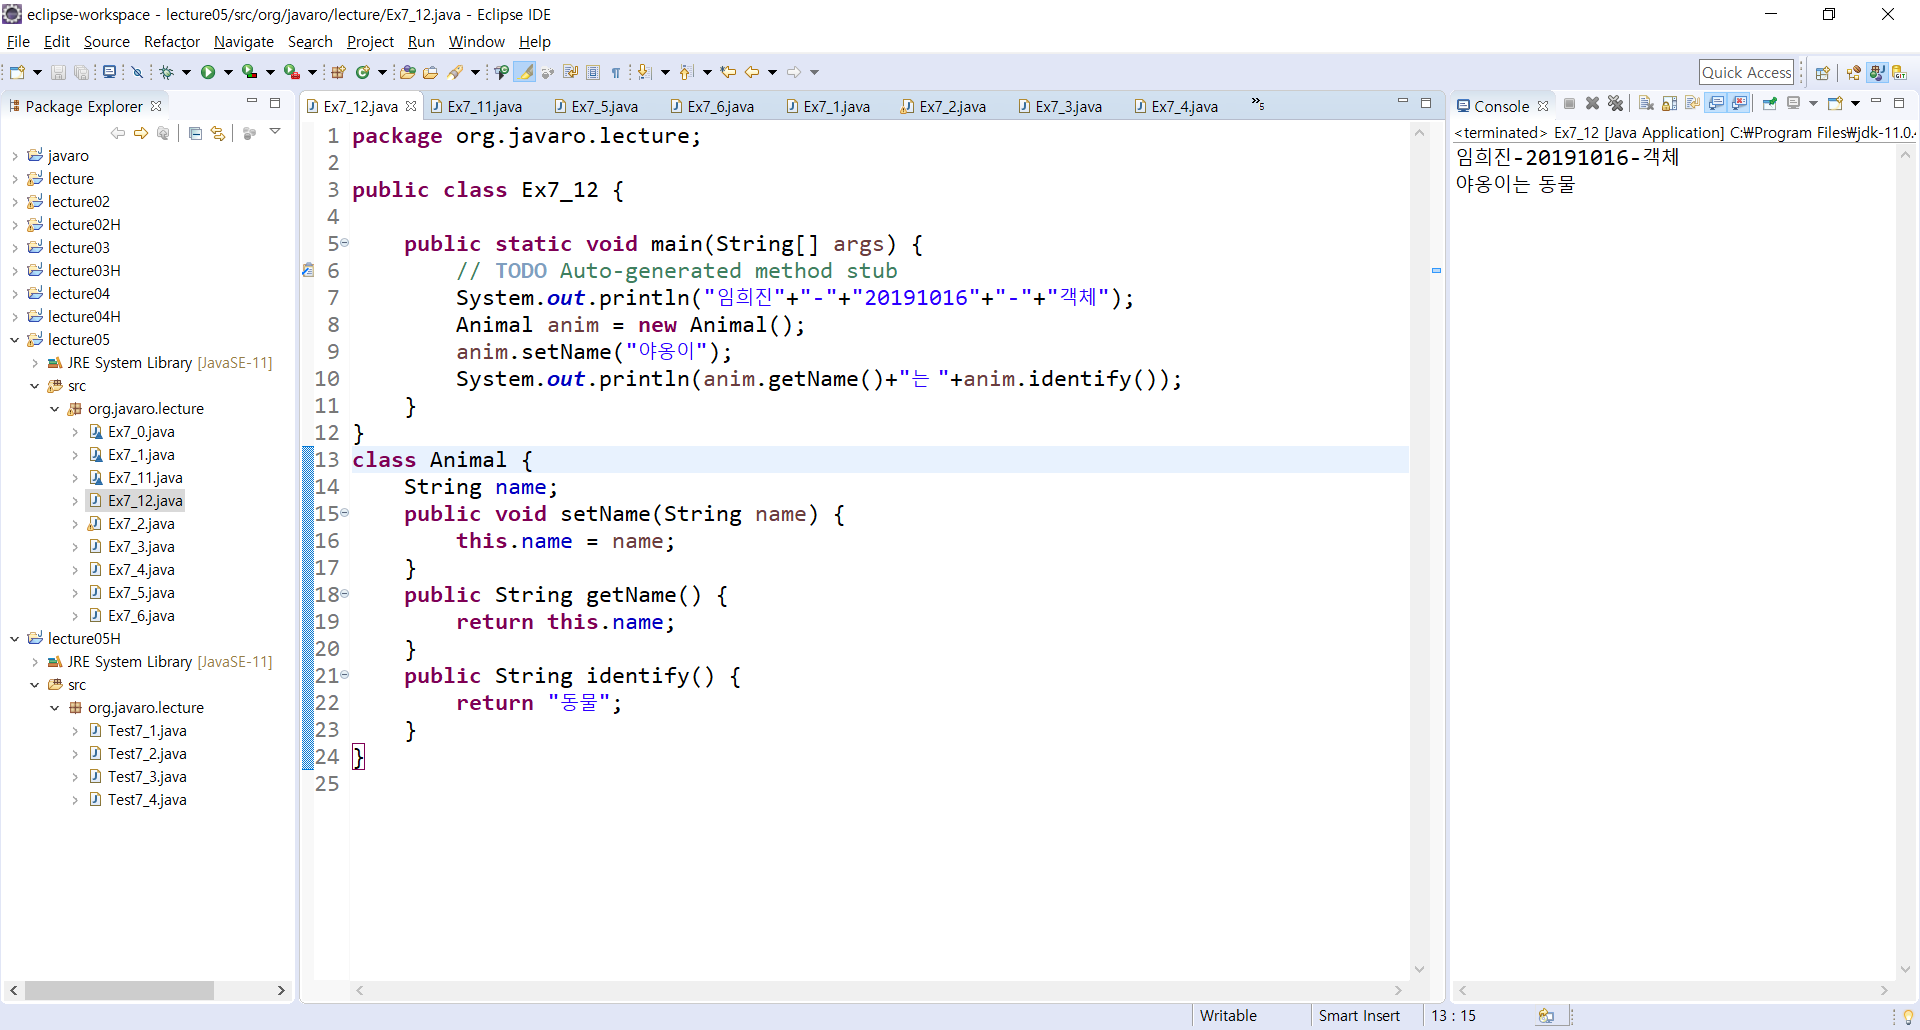 eclipse-workspace - lecture05/src/org/javaro/lecture/Ex7_12.java - Eclipse IDE
File Edit Source Refactor Navigate Search Project Run Window Help
Quick Access
Package Explorer
javaro
lecture
lecture02
lecture02H
lecture03
lecture03H
lecture04
lecture04H
lecture05
JRE System Library [JavaSE-11]
src
org.javaro.lecture
Ex7_0.java
Ex7_1.java
Ex7_11.java
Ex7_12.java
Ex7_2.java
Ex7_3.java
Ex7_4.java
Ex7_5.java
Ex7_6.java
lecture05H
JRE System Library [JavaSE-11]
src
org.javaro.lecture
Test7_1.java
Test7_2.java
Test7_3.java
Test7_4.java
Ex7_12.java Ex7_11.java Ex7_5.java Ex7_6.java Ex7_1.java Ex7_2.java Ex7_3.java Ex7_4.java »5
1 package org.javaro.lecture;
2
3 public class Ex7_12 {
4
5 public static void main(String[] args) {
6 // TODO Auto-generated method stub
7 System.out.println("임희진"+"-"+"20191016"+"-"+"객체");
8 Animal anim = new Animal();
9 anim.setName("야옹이");
10 System.out.println(anim.getName()+"는 "+anim.identify());
11 }
12 }
13 class Animal {
14 String name;
15 public void setName(String name) {
16 this.name = name;
17 }
18 public String getName() {
19 return this.name;
20 }
21 public String identify() {
22 return "동물";
23 }
24 }
25
Console
<terminated> Ex7_12 [Java Application] C:₩Program Files₩jdk-11.0.
임희진-20191016-객체
야옹이는 동물
Writable Smart Insert 13 : 15